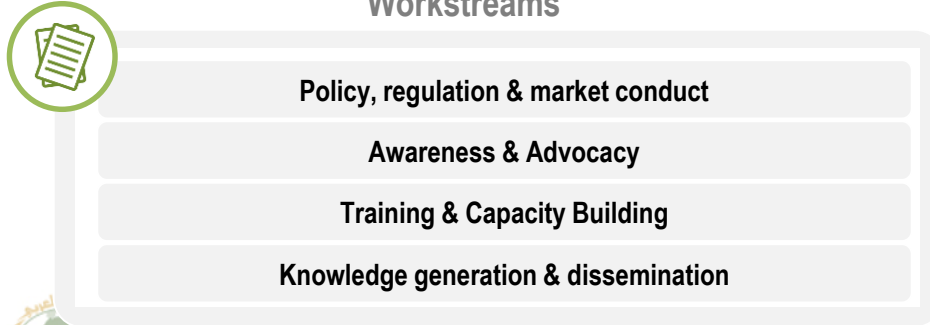 Workstreams
Policy, regulation & market conduct
Awareness & Advocacy
Training & Capacity Building
Knowledge generation & dissemination